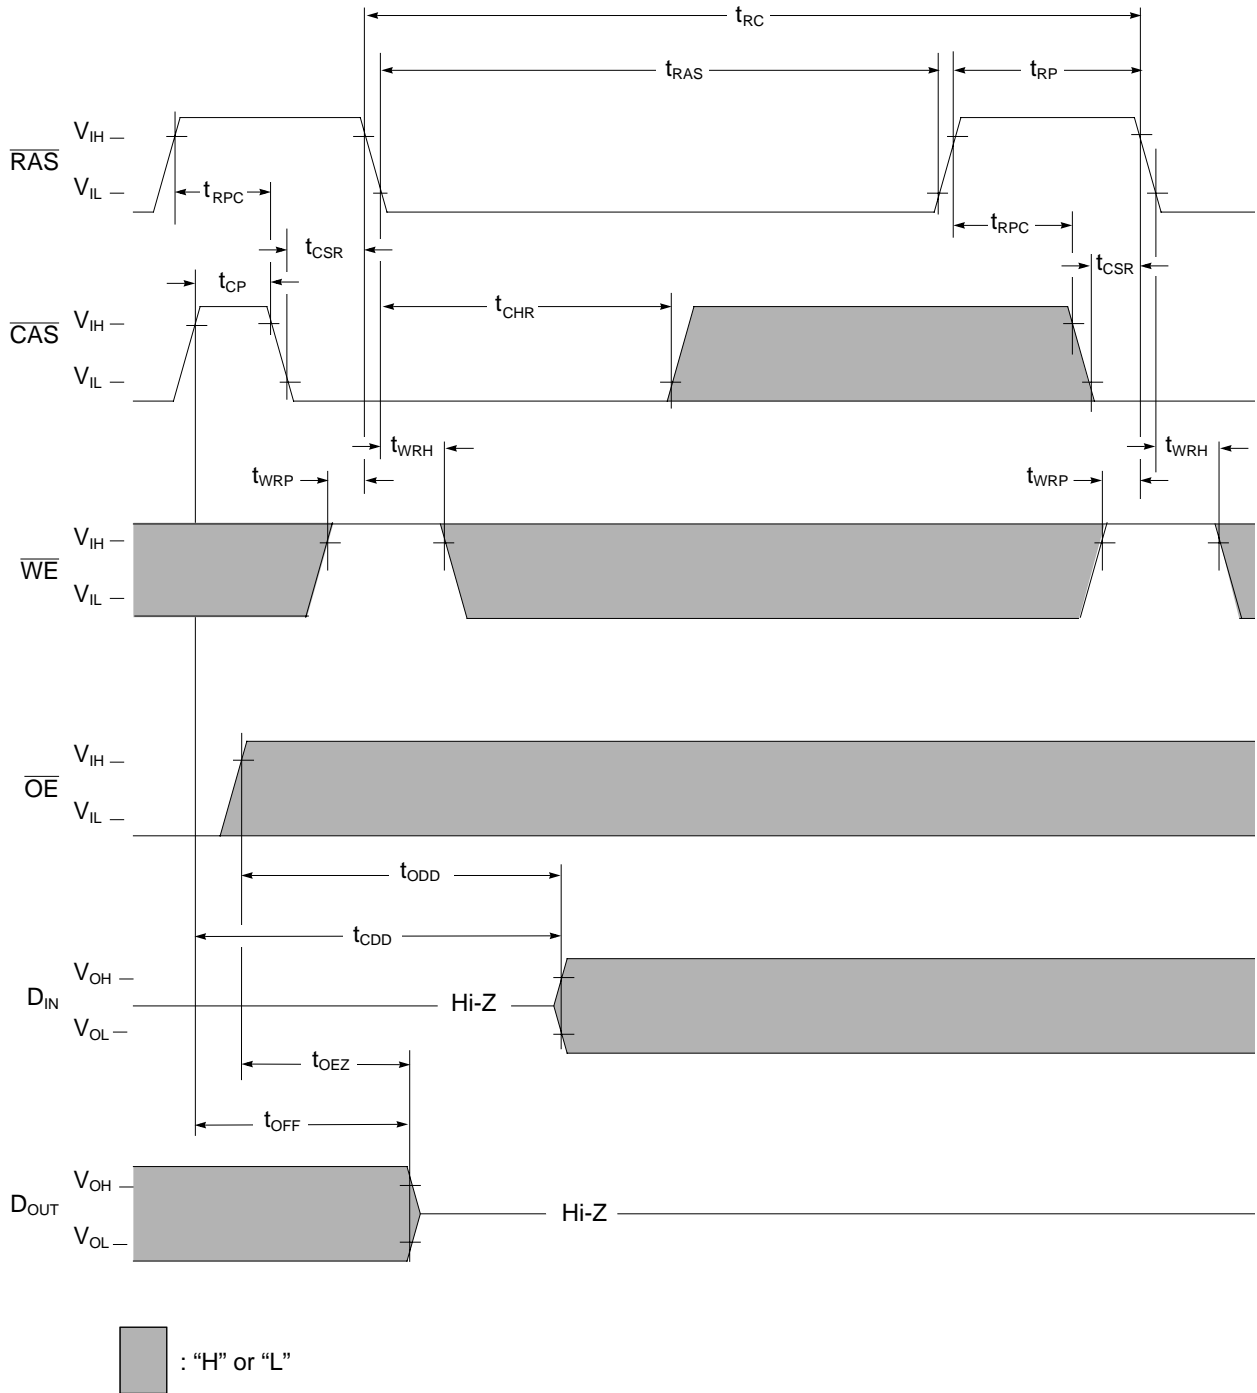 tRC
tRAS
tRP
RAS
VIH
VIL
tRPC
tRPC
tCSR
tCSR
tCP
tCHR
CAS
VIH
VIL
tWRH
tWRH
tWRP
tWRP
WE
VIH
VIL
OE
VIH
VIL
tODD
tCDD
DIN
VOH
Hi-Z
VOL
tOEZ
tOFF
DOUT
VOH
Hi-Z
VOL
: “H” or “L”